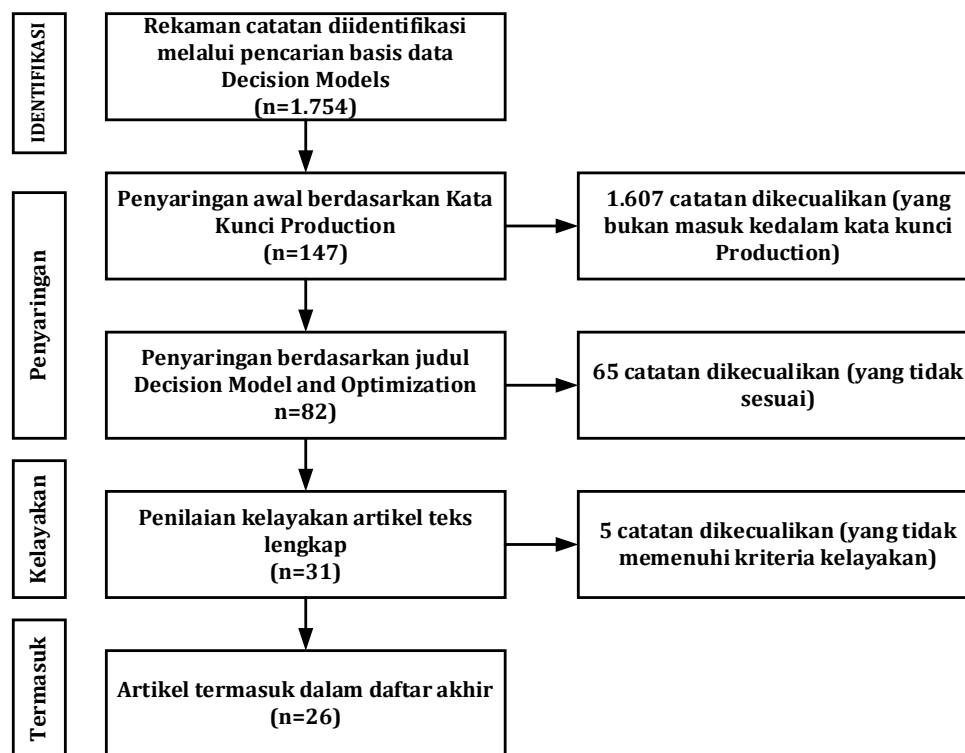 IDENTIFIKASI
Rekaman catatan diidentifikasi
melalui pencarian basis data
Decision Models
(n=1.754)
Penyaringan
Penyaringan awal berdasarkan Kata
Kunci Production
(n=147)
1.607 catatan dikecualikan (yang
bukan masuk kedalam kata kunci
Production)
Penyaringan berdasarkan judul
Decision Model and Optimization
n=82)
65 catatan dikecualikan (yang tidak
sesuai)
Kelayakan
Penilaian kelayakan artikel teks
lengkap
(n=31)
5 catatan dikecualikan (yang tidak
memenuhi kriteria kelayakan)
Termasuk
Artikel termasuk dalam daftar akhir
(n=26)